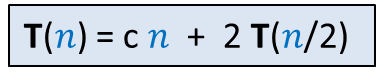 T(n) = c n + 2 T(n/2)